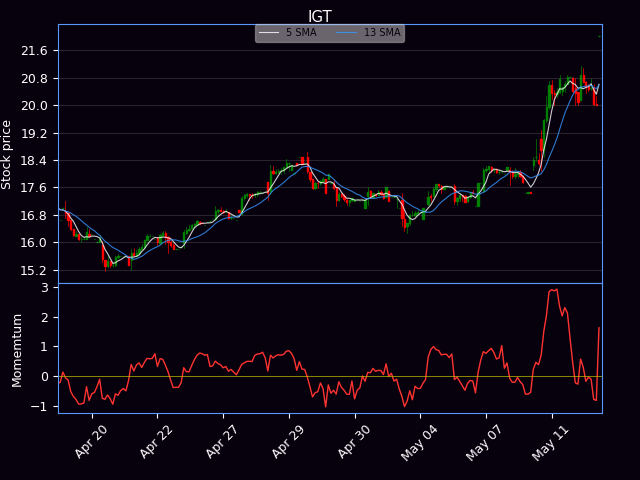 IGT
5 SMA
13 SMA
Stock price
21.6
20.8
20.0
19.2
18.4
17.6
16.8
16.0
15.2
Momemtum
3
2
1
0
−1
Apr 20
Apr 22
Apr 27
Apr 29
Apr 30
May 04
May 07
May 11